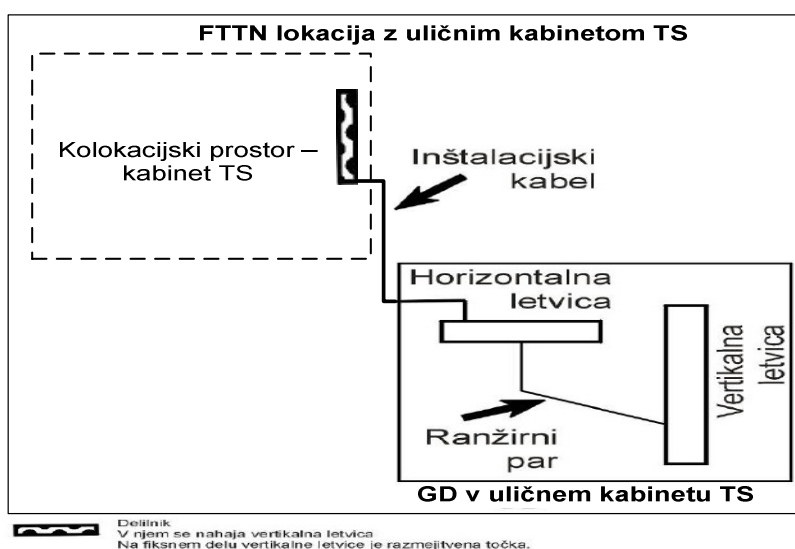 FTTN lokacija z uličnim kabinetom TS
Kolokacijski prostor –
kabinet TS
Inštalacijski
kabel
Horizontalna
letvica
Vertikalna
letvica
Ranžirni
par
GD v uličnem kabinetu TS
Delilnik
V njem se nahaja vertikalna letvica
Na fiksnem delu vertikalne letvice je razmejitvena točka.